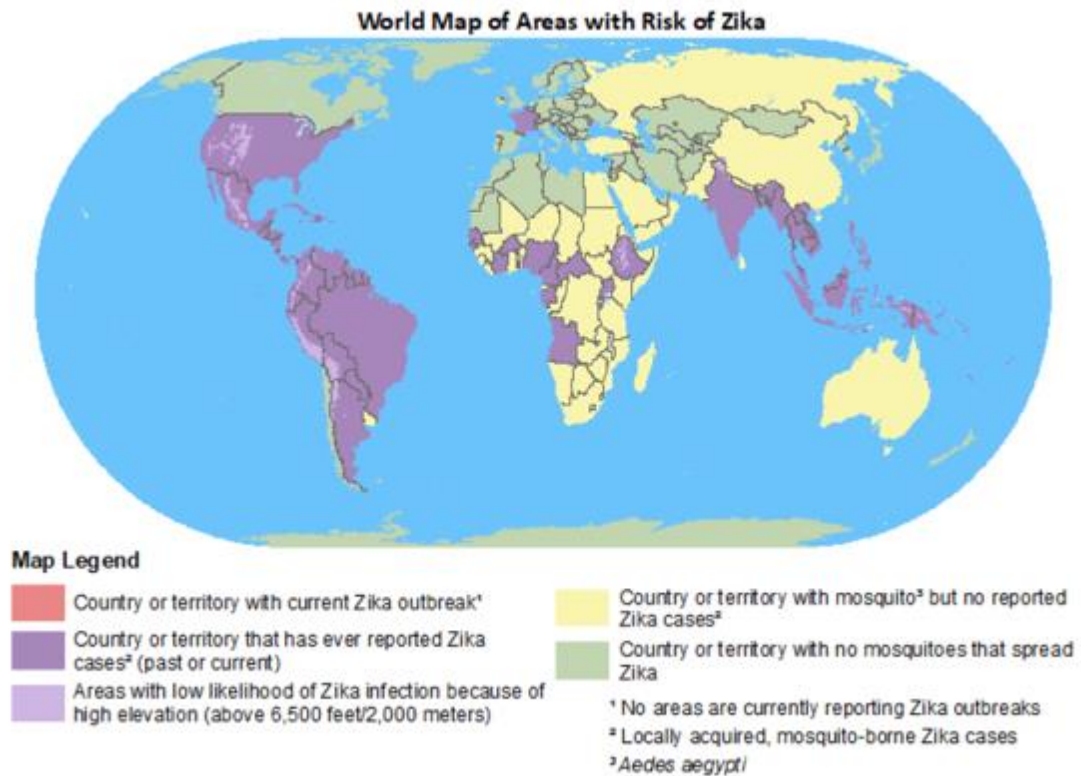 World Map of Areas with Risk of Zika
Map Legend
Country or territory with current Zika outbreak¹
Country or territory that has ever reported Zika
cases² (past or current)
Areas with low likelihood of Zika infection because of
high elevation (above 6,500 feet/2,000 meters)
Country or territory with mosquito³ but no reported
Zika cases²
Country or territory with no mosquitoes that spread
Zika
¹ No areas are currently reporting Zika outbreaks
² Locally acquired, mosquito-borne Zika cases
³ Aedes aegypti